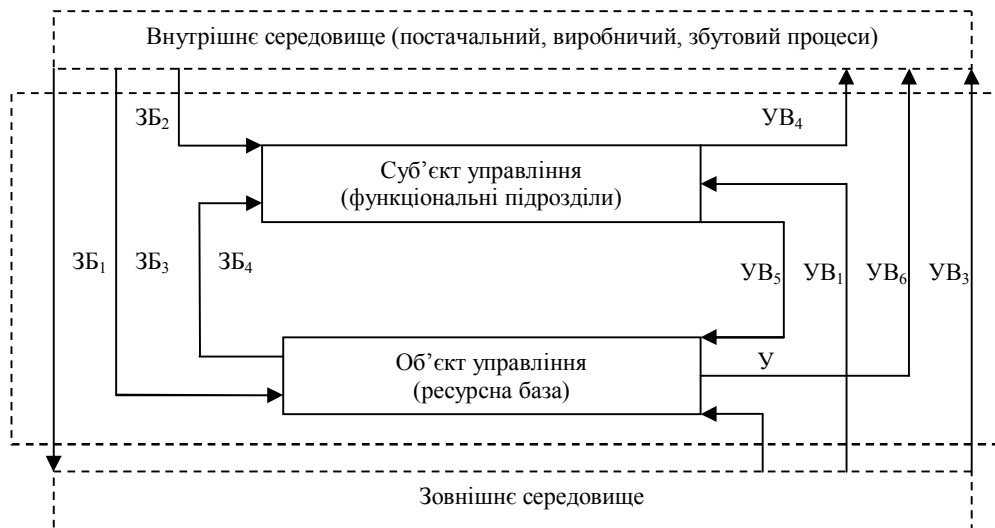 Внутрішнє середовище (постачальний, виробничий, збутовий процеси)
ЗБ₂
УВ₄
Суб’єкт управління
(функціональні підрозділи)
ЗБ₁
ЗБ₃
ЗБ₄
УВ₅
УВ₁
УВ₆
УВ₃
Об’єкт управління
(ресурсна база)
У
Зовнішнє середовище